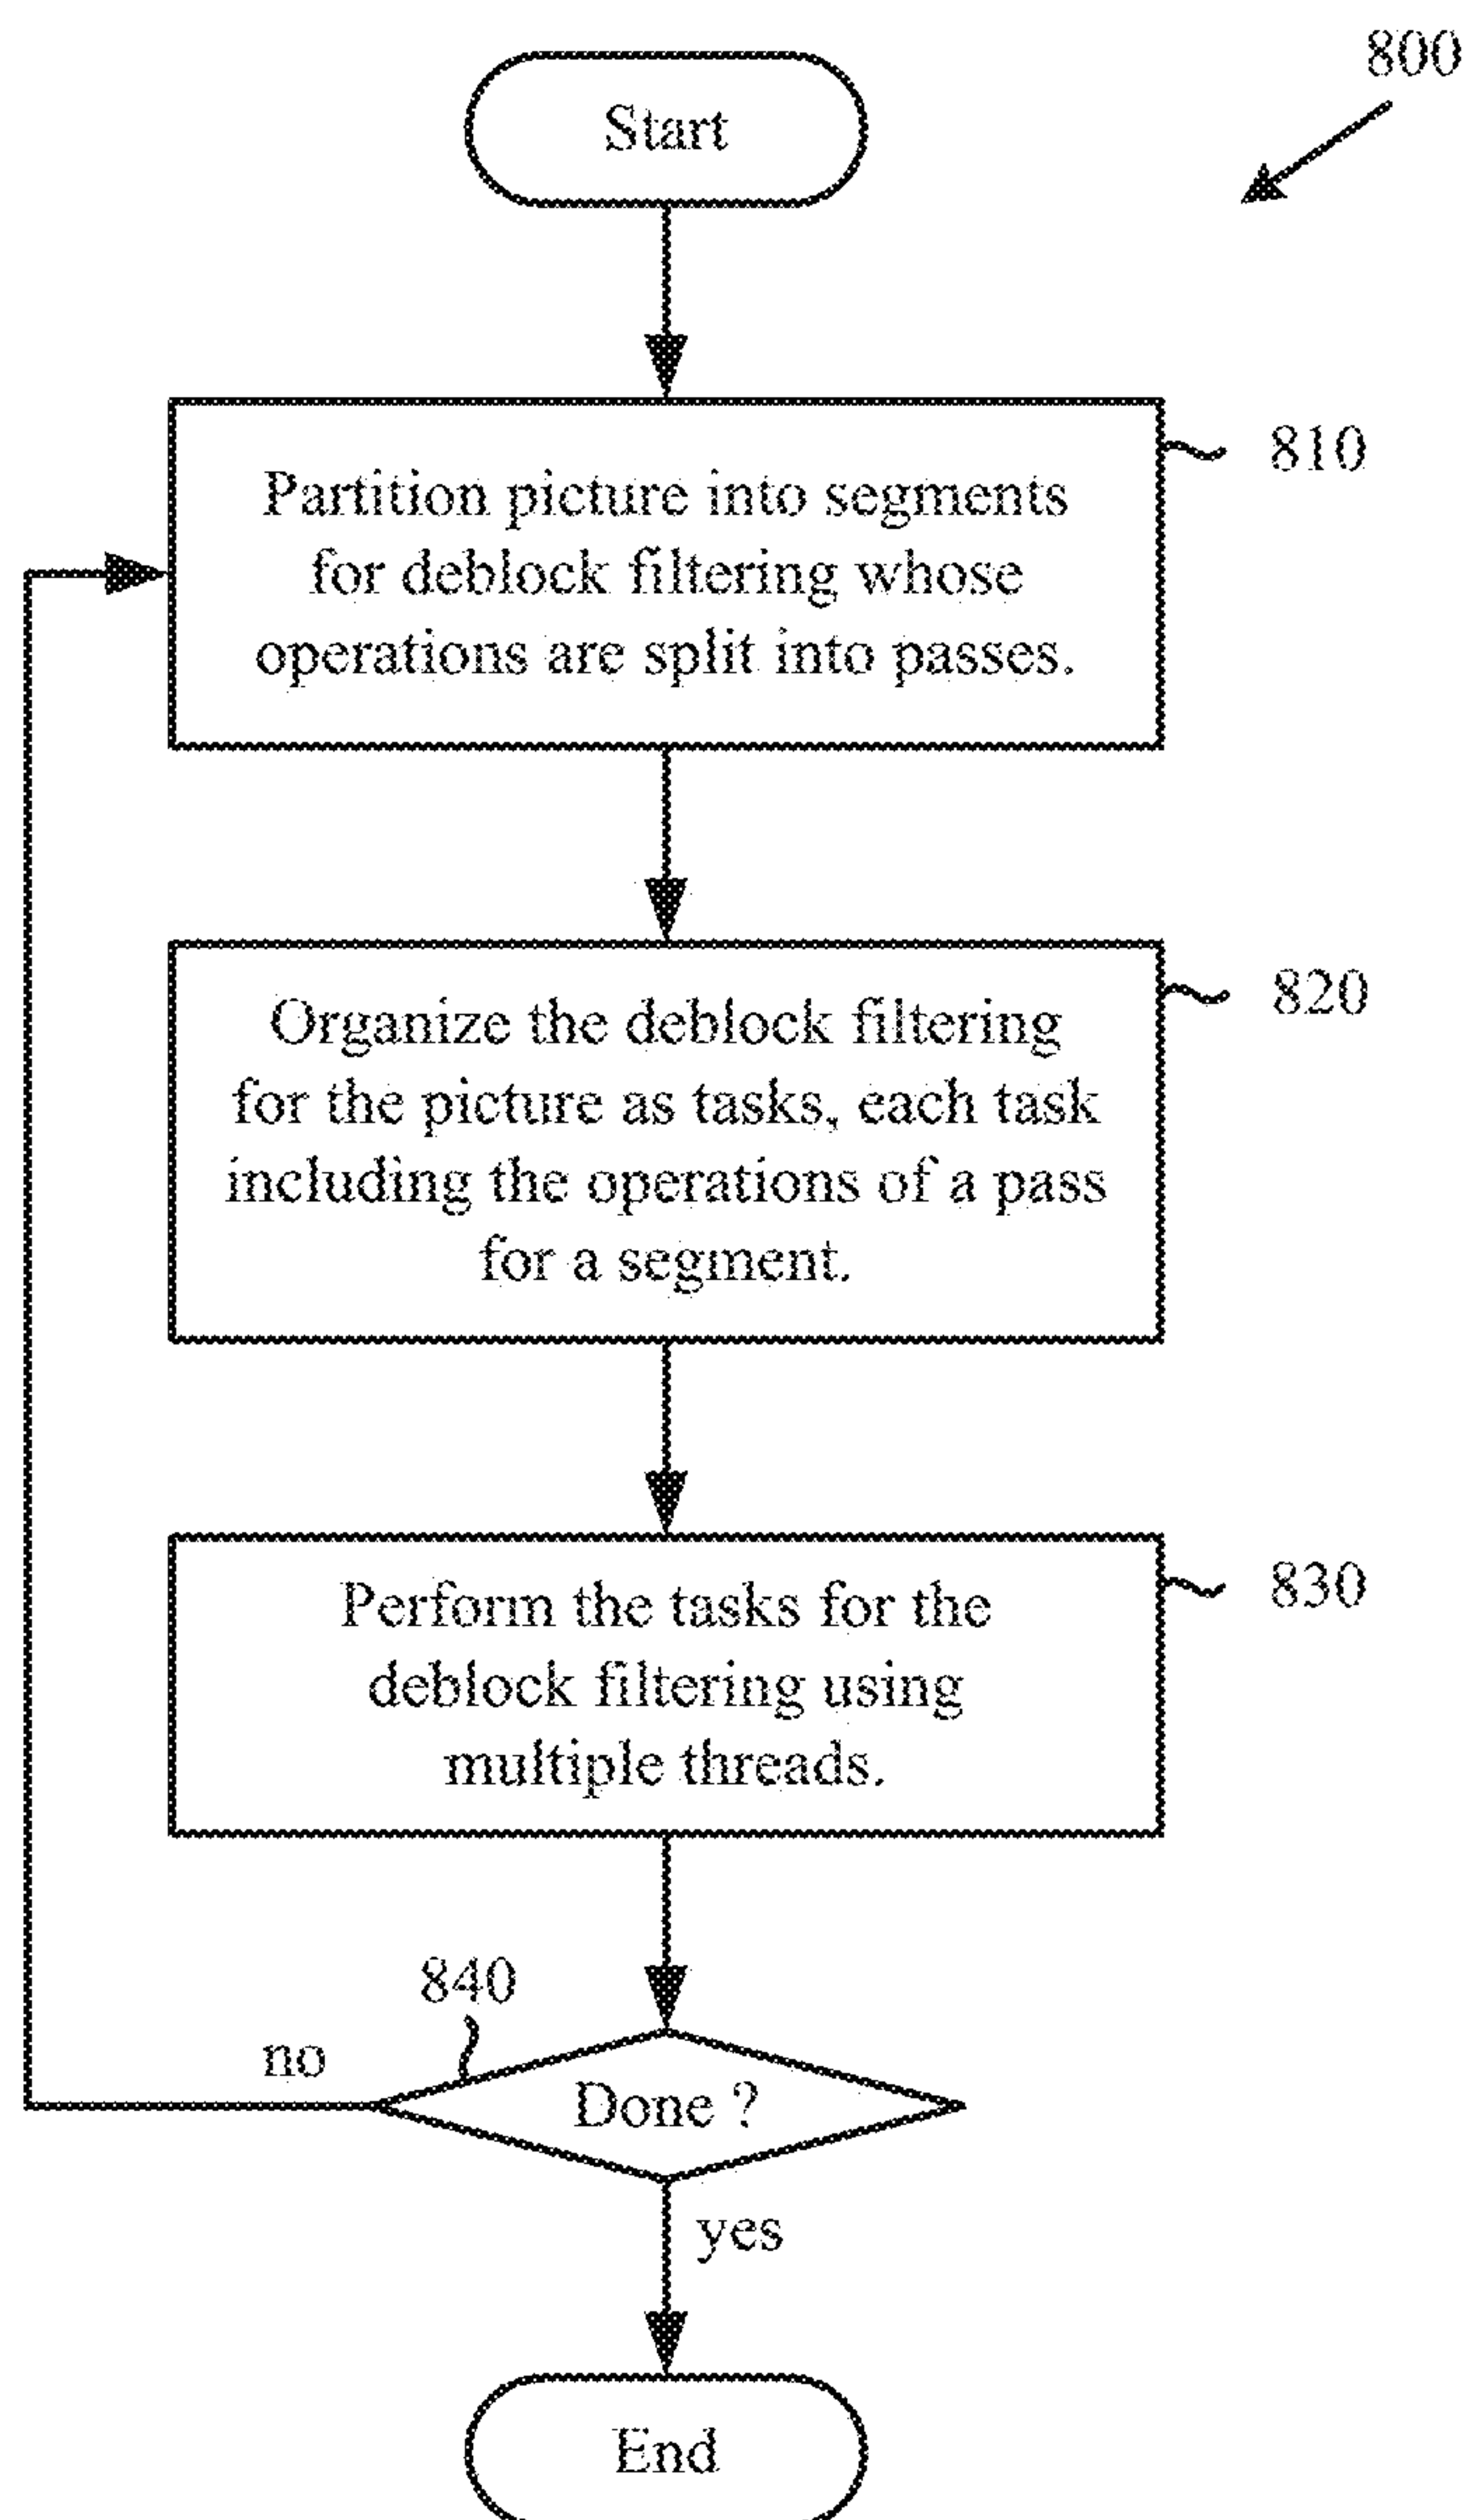 800
Start
810
Partition picture into segments
for deblock filtering whose
operations are split into passes.
820
Organize the deblock filtering
for the picture as tasks, each task
including the operations of a pass
for a segment.
830
Perform the tasks for the
deblock filtering using
multiple threads.
840
no
Done ?
yes
End